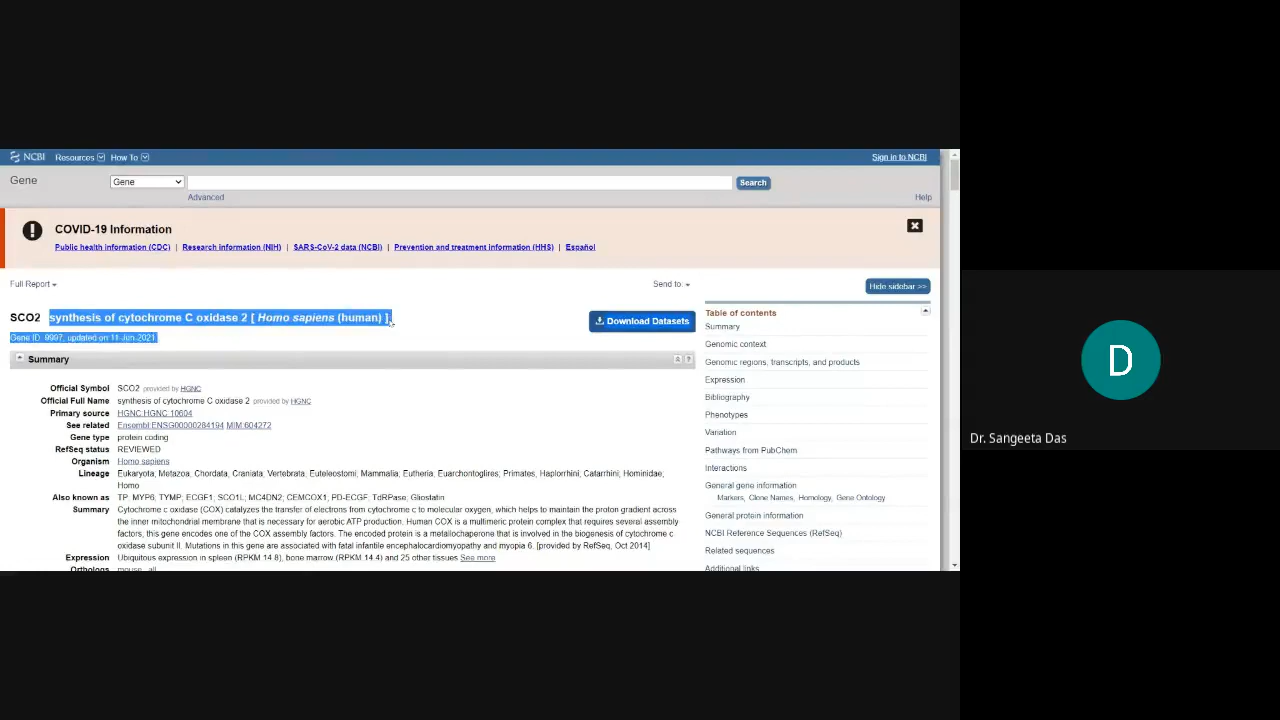 NCBI Resources How To Sign in to NCBI
Gene Gene Search
Advanced Help
COVID-19 Information
Public health information (CDC) | Research information (NIH) | SARS-CoV-2 data (NCBI) | Prevention and treatment information (HHS) | Español
Full Report Send to: Hide sidebar >>
SCO2 synthesis of cytochrome C oxidase 2 [ Homo sapiens (human) ]
Gene ID: 9997, updated on 11-Jun-2021
Download Datasets
Summary
Official Symbol SCO2 provided by HGNC
Official Full Name synthesis of cytochrome C oxidase 2 provided by HGNC
Primary source HGNC:HGNC:10604
See related Ensembl:ENSG00000284194 MIM:604272
Gene type protein coding
RefSeq status REVIEWED
Organism Homo sapiens
Lineage Eukaryota; Metazoa; Chordata; Craniata; Vertebrata; Euteleostomi; Mammalia; Eutheria; Euarchontoglires; Primates; Haplorrhini; Catarrhini; Hominidae;
Homo
Also known as TP; MYP6; TYMP; ECGF1; SCO1L; MC4DN2; CEMCOX1; PD-ECGF; TdRPase; Gliostatin
Summary Cytochrome c oxidase (COX) catalyzes the transfer of electrons from cytochrome c to molecular oxygen, which helps to maintain the proton gradient across
the inner mitochondrial membrane that is necessary for aerobic ATP production. Human COX is a multimeric protein complex that requires several assembly
factors; this gene encodes one of the COX assembly factors. The encoded protein is a metallochaperone that is involved in the biogenesis of cytochrome c
oxidase subunit II. Mutations in this gene are associated with fatal infantile encephalocardiomyopathy and myopia 6. [provided by RefSeq, Oct 2014]
Expression Ubiquitous expression in spleen (RPKM 14.8), bone marrow (RPKM 14.4) and 25 other tissues See more
Orthologs mouse all
Table of contents
Summary
Genomic context
Genomic regions, transcripts, and products
Expression
Bibliography
Phenotypes
Variation
Pathways from PubChem
Interactions
General gene information
Markers, Clone Names, Homology, Gene Ontology
General protein information
NCBI Reference Sequences (RefSeq)
Related sequences
Additional links
D
Dr. Sangeeta Das